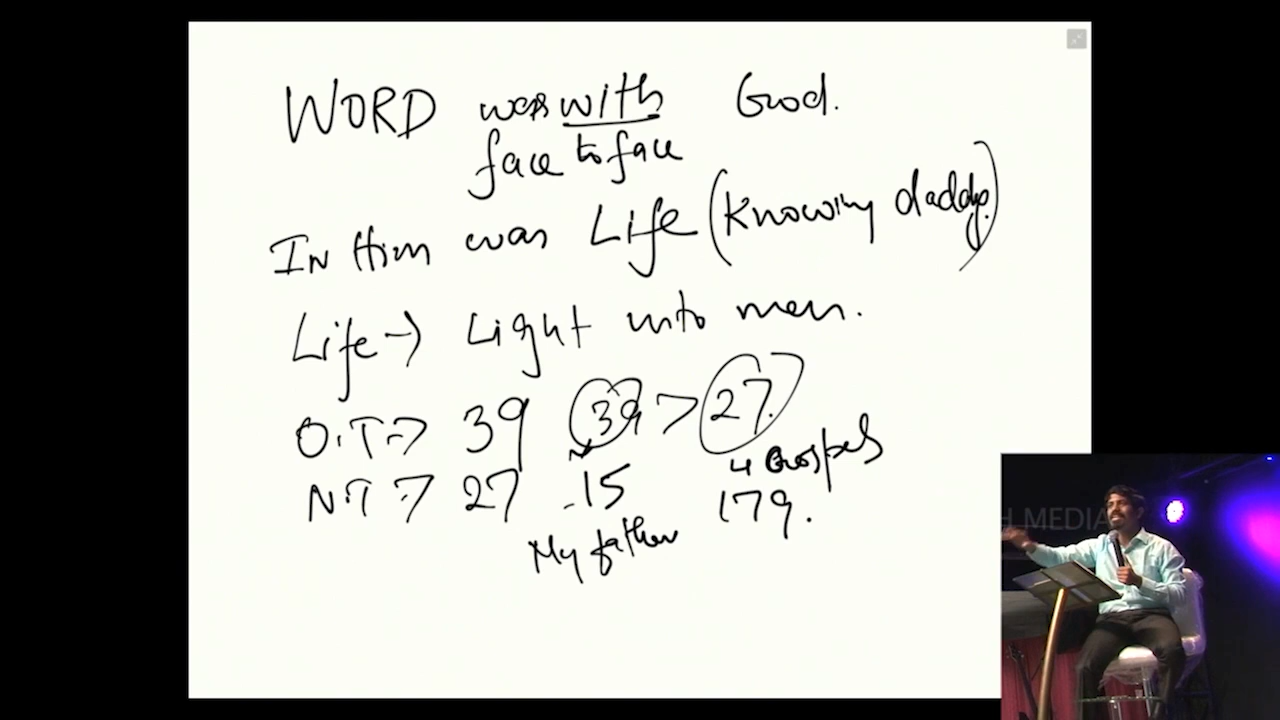 WORD was with God.
face to face
In Him was Life (Knowing daddy.)
Life → Light unto men.
O.T → 39 39 > 27.
4 Gospels
N.T → 27 15 179.
My father
H MEDIA